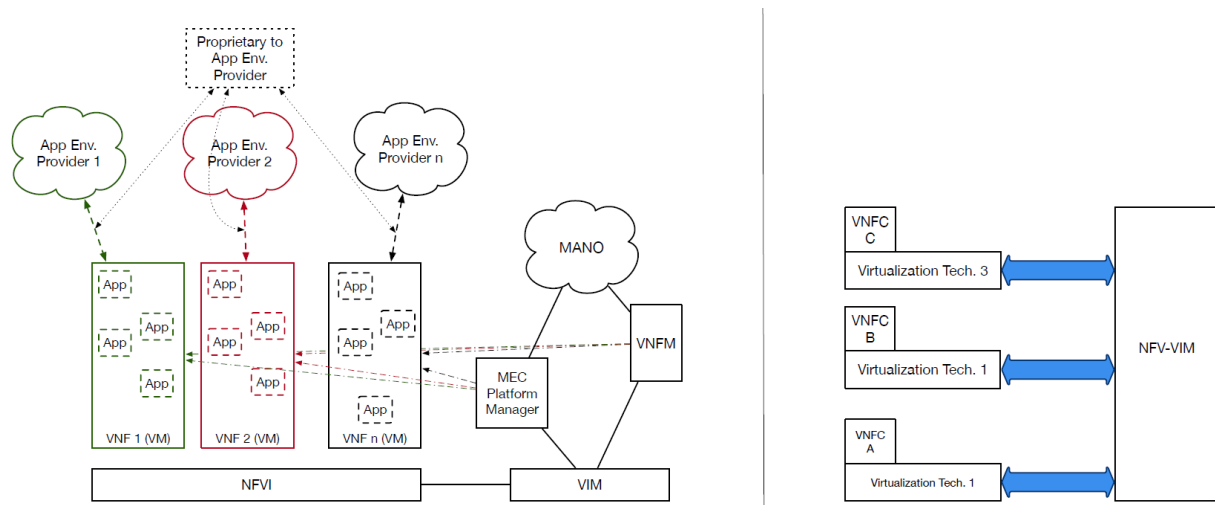 Proprietary to
App Env.
Provider
App Env.
Provider 1
App Env.
Provider 2
App Env.
Provider n
MANO
App
App
App
App
VNF 1 (VM)
App
App
App
App
VNF 2 (VM)
App
App
App
App
VNF n (VM)
MEC
Platform
Manager
VNFM
NFVI
VIM
VNFC
C
Virtualization Tech. 3
VNFC
B
Virtualization Tech. 1
VNFC
A
Virtualization Tech. 1
NFV-VIM